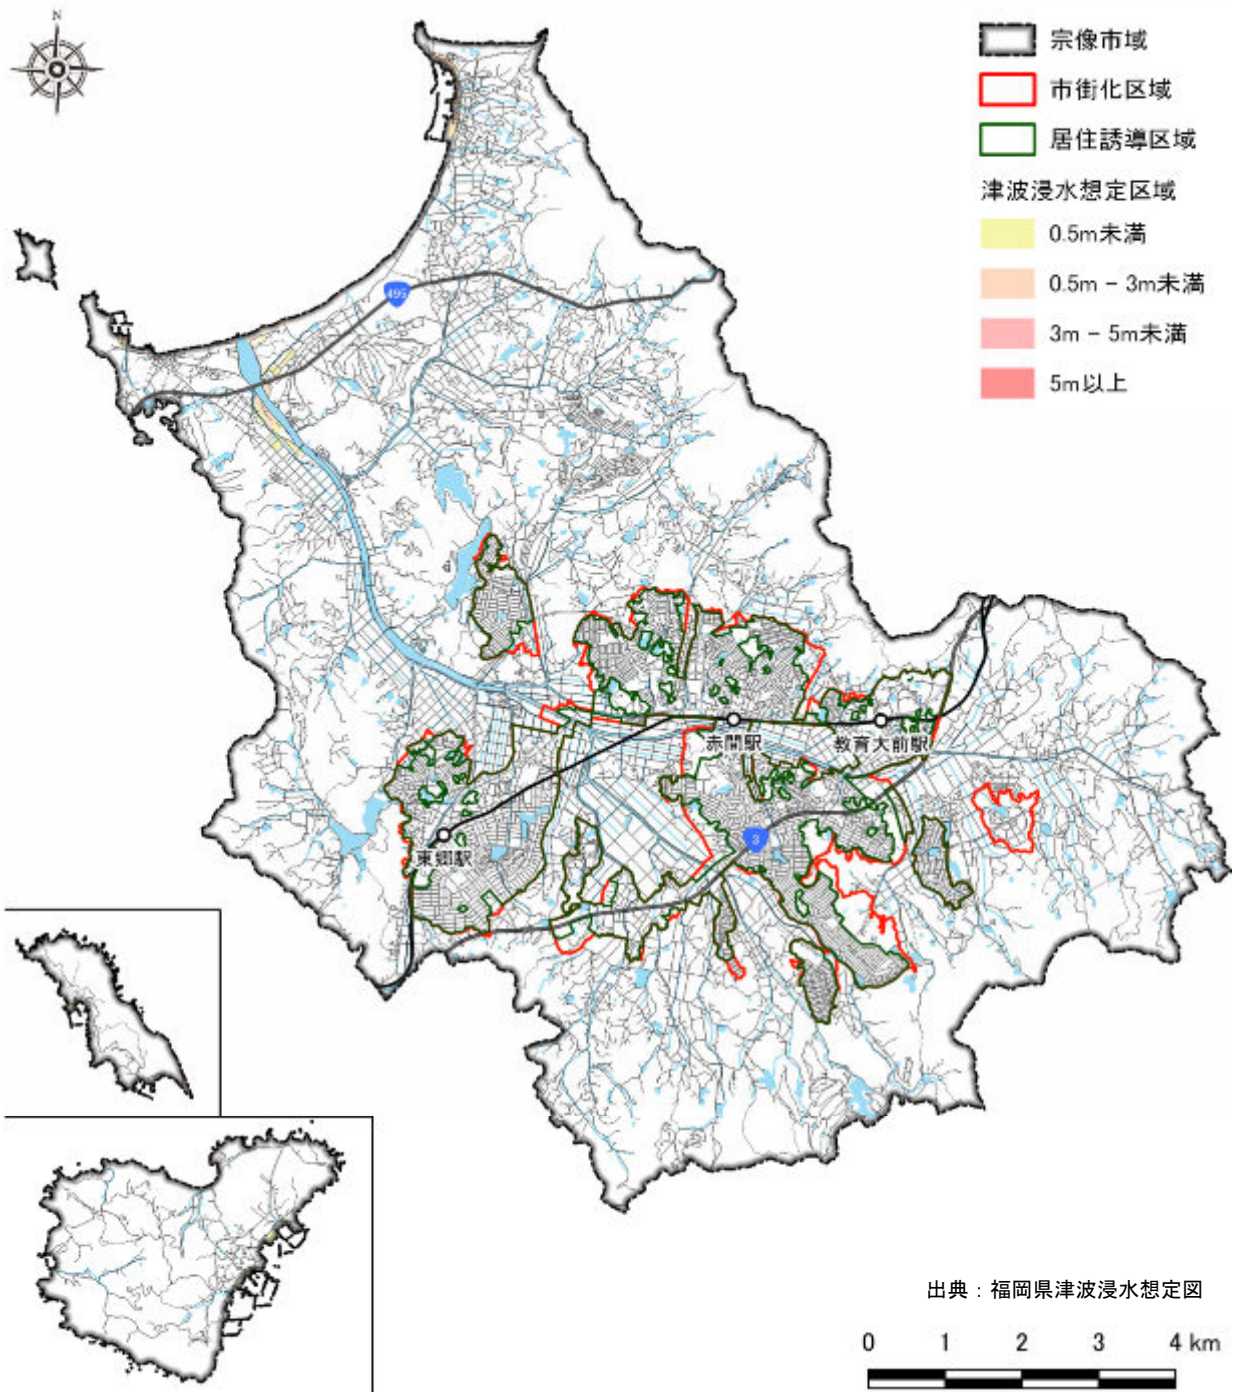 N
宗像市域
市街化区域
居住誘導区域
津波浸水想定区域
0.5m未満
0.5m - 3m未満
3m - 5m未満
5m以上
495
赤間駅
教育大前駅
3
東郷駅
出典：福岡県津波浸水想定図
0 1 2 3 4 km